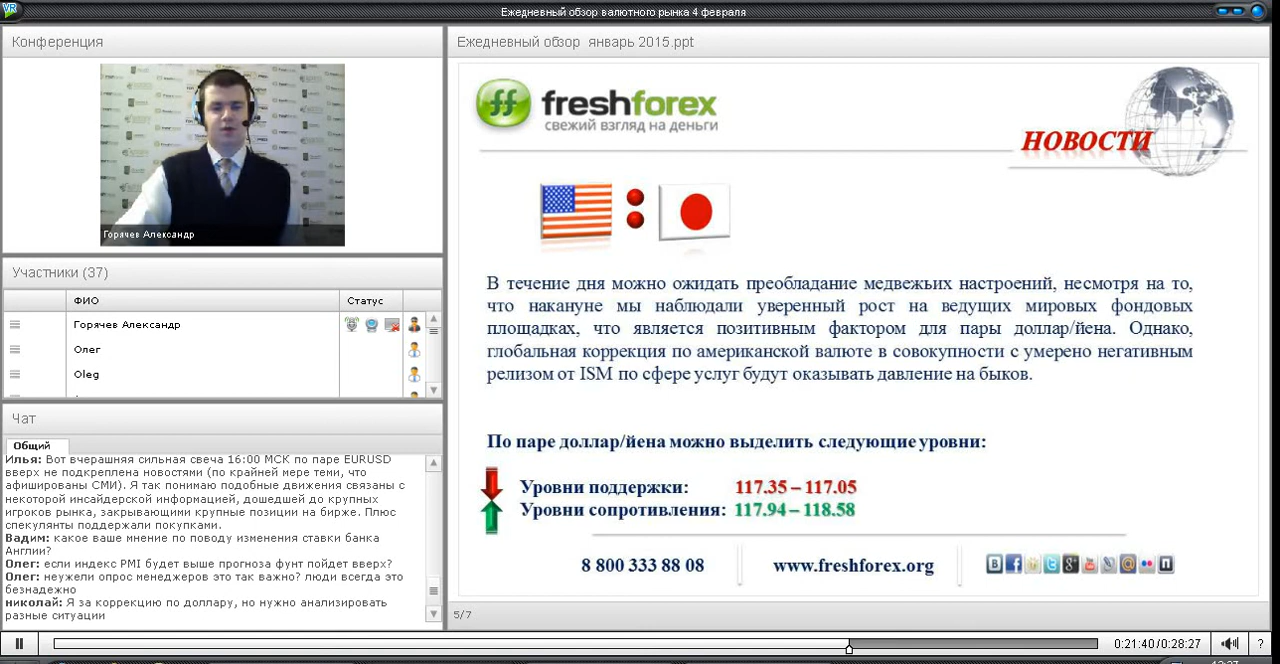 VR
Ежедневный обзор валютного рынка 4 февраля
Конференция
Горячев Александр
Участники (37)
ФИО
Статус
Горячев Александр
Олег
Oleg
Чат
Общий
Илья: Вот вчерашняя сильная свеча 16:00 МСК по паре EURUSD
вверх не подкреплена новостями (по крайней мере теми, что
афишированы СМИ). Я так понимаю подобные движения связаны с
некоторой инсайдерской информацией, дошедшей до крупных
игроков рынка, закрывающими крупные позиции на бирже. Плюс
спекулянты поддержали покупками.
Вадим: какое ваше мнение по поводу изменения ставки банка
Англии?
Олег: если индекс PMI будет выше прогноза фунт пойдет вверх?
Олег: неужели опрос менеджеров это так важно? люди всегда это
безнадежно
николай: Я за коррекцию по доллару, но нужно анализировать
разные ситуации
Ежедневный обзор январь 2015.ppt
ff freshforex
свежий взгляд на деньги
НОВОСТИ
В течение дня можно ожидать преобладание медвежьих настроений, несмотря на то,
что накануне мы наблюдали уверенный рост на ведущих мировых фондовых
площадках, что является позитивным фактором для пары доллар/йена. Однако,
глобальная коррекция по американской валюте в совокупности с умерено негативным
релизом от ISM по сфере услуг будут оказывать давление на быков.
По паре доллар/йена можно выделить следующие уровни:
Уровни поддержки: 117.35 – 117.05
Уровни сопротивления: 117.94 – 118.58
8 800 333 88 08
www.freshforex.org
5/7
0:21:40/0:28:27
?